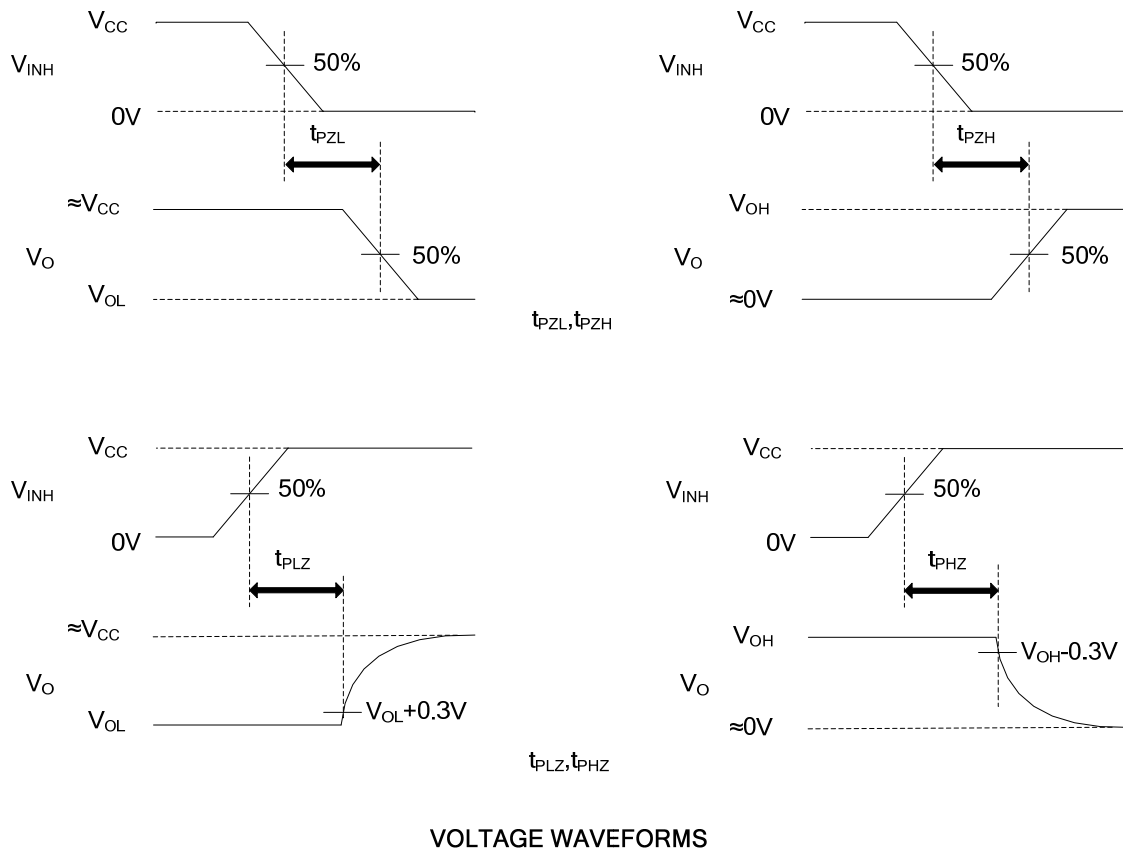 VCC
VINH
50%
0V
tPZL
≈VCC
VO
50%
VOL
VCC
VINH
50%
0V
tPZH
VOH
VO
50%
≈0V
tPZL,tPZH
VCC
VINH
50%
0V
tPLZ
≈VCC
VO
VOL+0.3V
VOL
VCC
VINH
50%
0V
tPHZ
VOH
VOH-0.3V
VO
≈0V
tPLZ,tPHZ
VOLTAGE WAVEFORMS